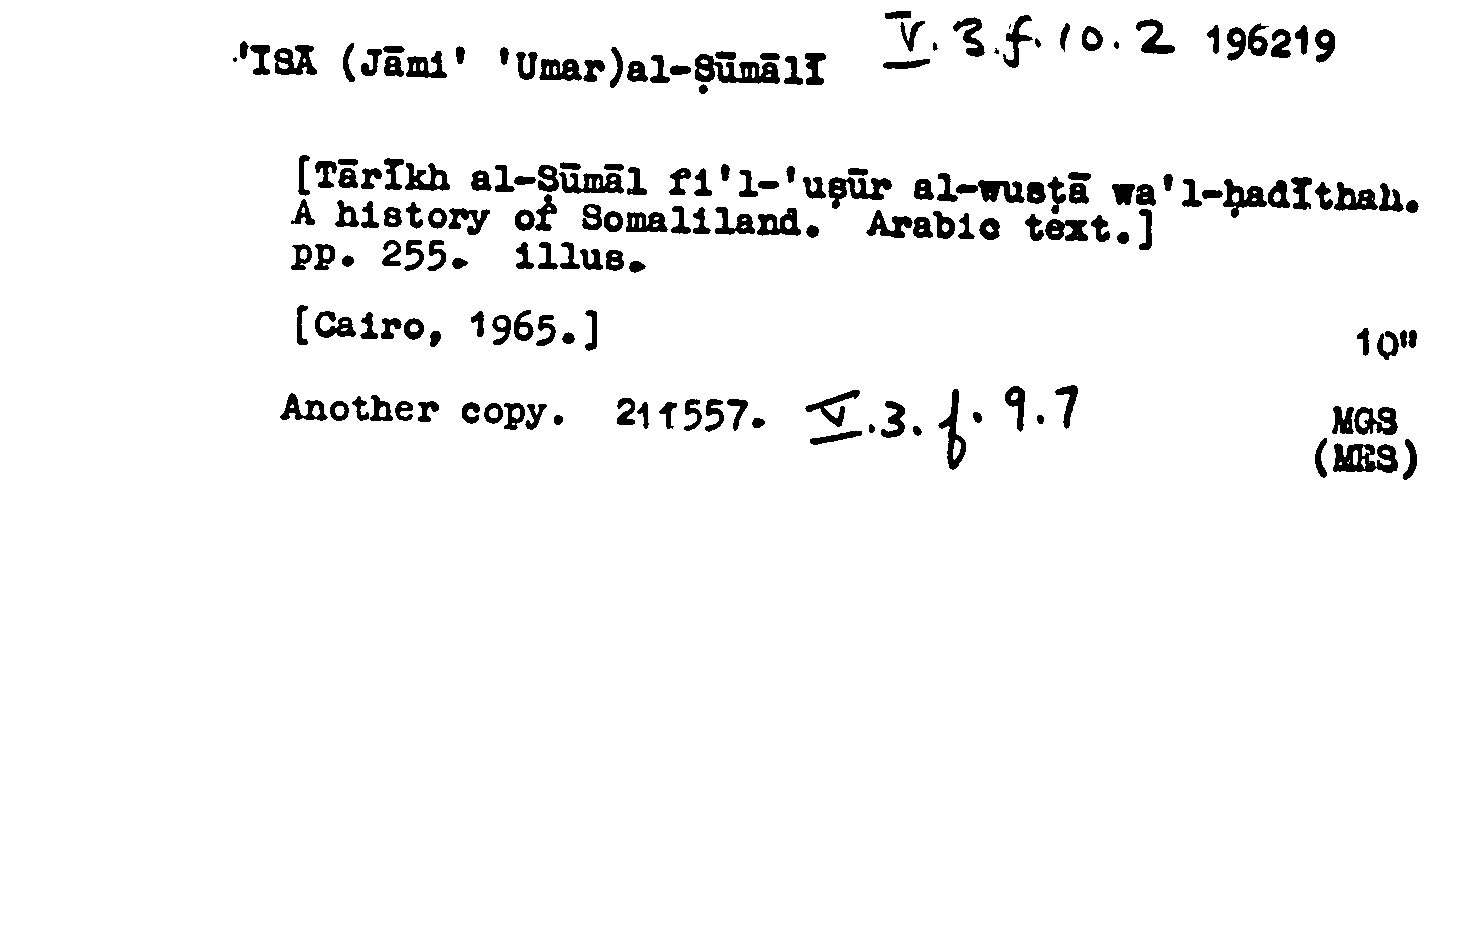 'ĪSĀ (Jāmi' 'Umar)al-Ṣūmālī V.3.f.10.2 196219
[Tārīkh al-Ṣūmāl fi'l-'uṣūr al-wusṭā wa'l-ḥadīthah.
A history of Somaliland. Arabic text.]
pp. 255. illus.
[Cairo, 1965.]
10"
Another copy. 211557. V.3.f.9.7
MGS
(MES)